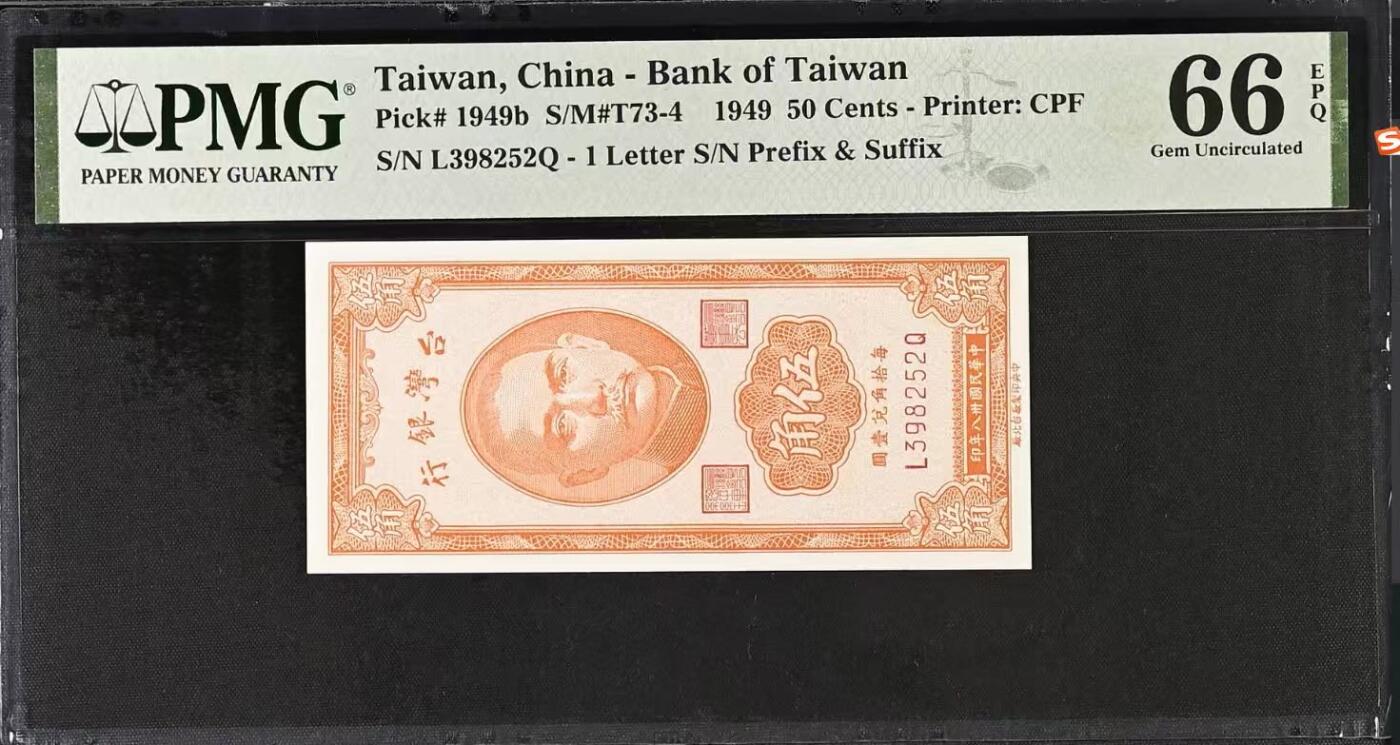 PMG®
PAPER MONEY GUARANTY
Taiwan, China - Bank of Taiwan
Pick# 1949b S/M#T73-4 1949 50 Cents - Printer: CPF
S/N L398252Q - 1 Letter S/N Prefix & Suffix
66
EPQ
Gem Uncirculated
S
伍角
伍角
台灣銀行
伍角
每拾角兌壹圓
L398252Q
中華民國卅八年印
伍角
伍角